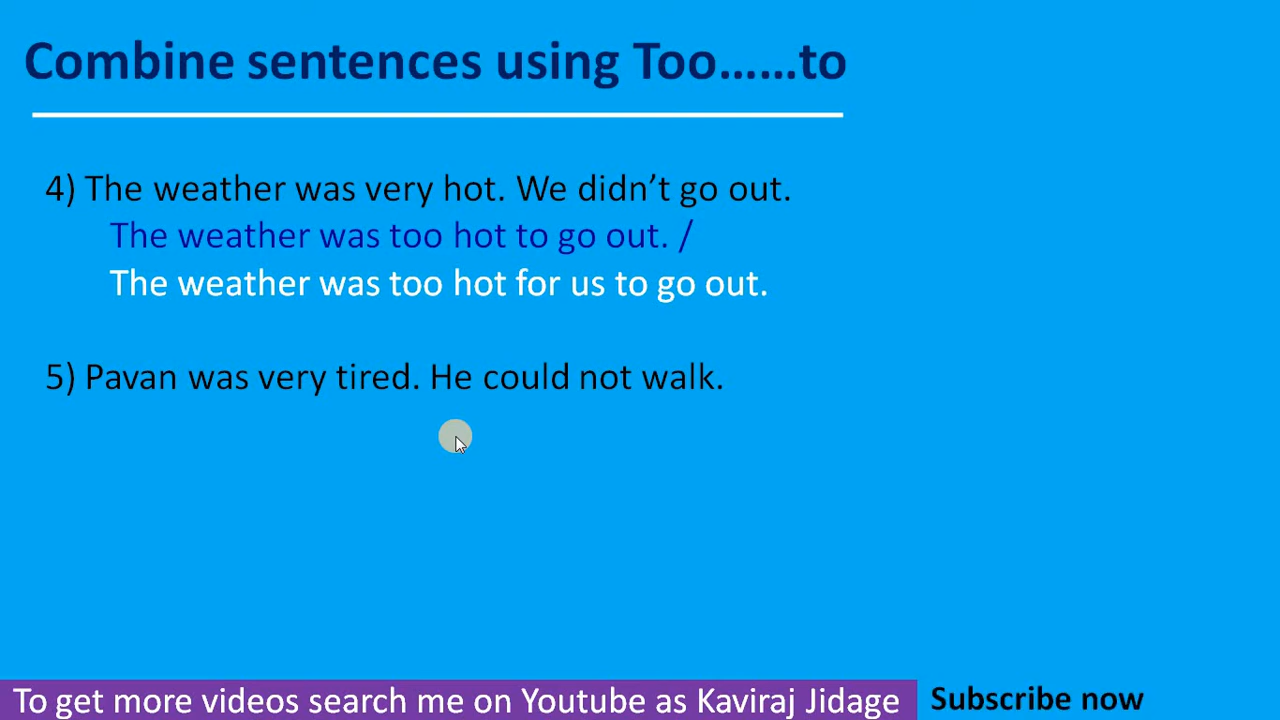 Combine sentences using Too……to
4) The weather was very hot. We didn’t go out.
The weather was too hot to go out. /
The weather was too hot for us to go out.
5) Pavan was very tired. He could not walk.
To get more videos search me on Youtube as Kaviraj Jidage
Subscribe now